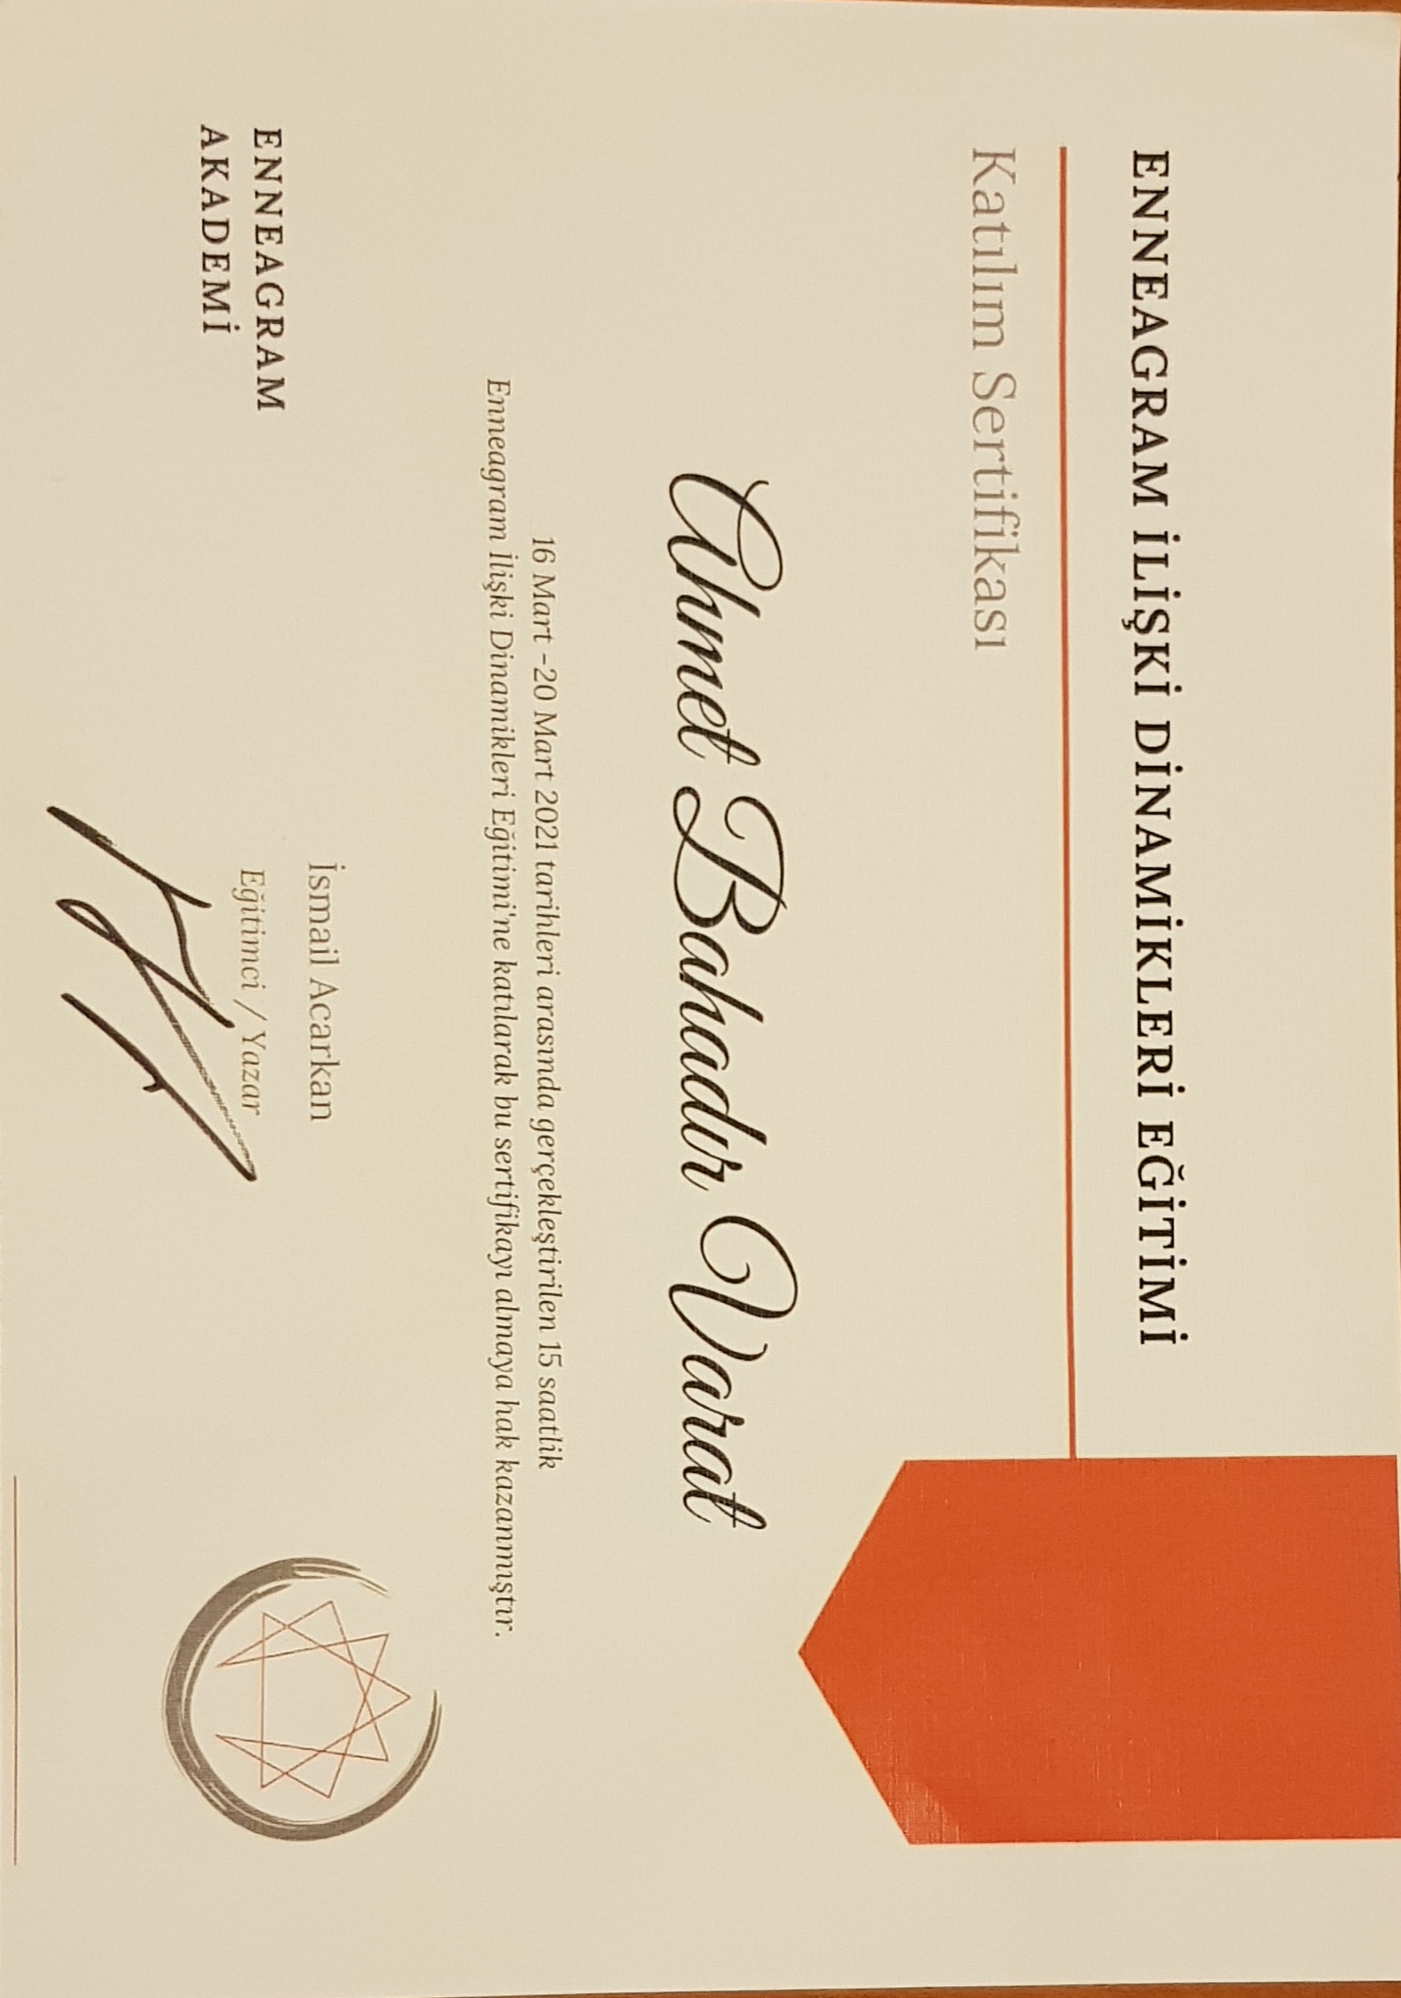 ENNEAGRAM İLİŞKİ DİNAMİKLERİ EĞİTİMİ
Katılım Sertifikası
Ahmet Bahadır Varat
16 Mart -20 Mart 2021 tarihleri arasında gerçekleştirilen 15 saatlik
Enneagram İlişki Dinamikleri Eğitimi'ne katılarak bu sertifikayı almaya hak kazanmıştır.
İsmail Acarkan
Eğitimci / Yazar
ENNEAGRAM
AKADEMİ